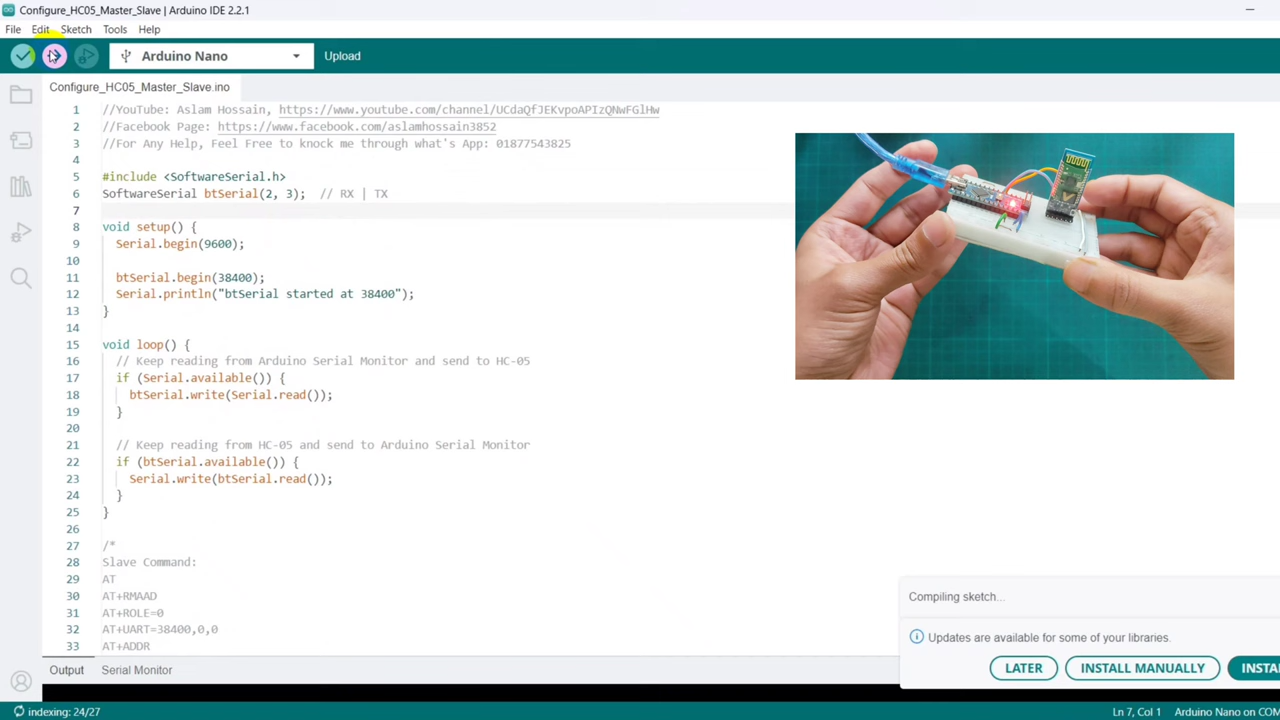 Configure_HC05_Master_Slave | Arduino IDE 2.2.1
File Edit Sketch Tools Help
Arduino Nano Upload
Configure_HC05_Master_Slave.ino
1 //YouTube: Aslam Hossain, https://www.youtube.com/channel/UCdaQfJEKvpoAPIzQNwFGlHw
2 //Facebook Page: https://www.facebook.com/aslamhossain3852
3 //For Any Help, Feel Free to knock me through what's App: 01877543825
4
5 #include <SoftwareSerial.h>
6 SoftwareSerial btSerial(2, 3); // RX | TX
7
8 void setup() {
9 Serial.begin(9600);
10
11 btSerial.begin(38400);
12 Serial.println("btSerial started at 38400");
13 }
14
15 void loop() {
16 // Keep reading from Arduino Serial Monitor and send to HC-05
17 if (Serial.available()) {
18 btSerial.write(Serial.read());
19 }
20
21 // Keep reading from HC-05 and send to Arduino Serial Monitor
22 if (btSerial.available()) {
23 Serial.write(btSerial.read());
24 }
25 }
26
27 /*
28 Slave Command:
29 AT
30 AT+RMAAD
31 AT+ROLE=0
32 AT+UART=38400,0,0
33 AT+ADDR
Compiling sketch...
Updates are available for some of your libraries.
LATER INSTALL MANUALLY INSTA
Output Serial Monitor
indexing: 24/27 Ln 7, Col 1 Arduino Nano on COM